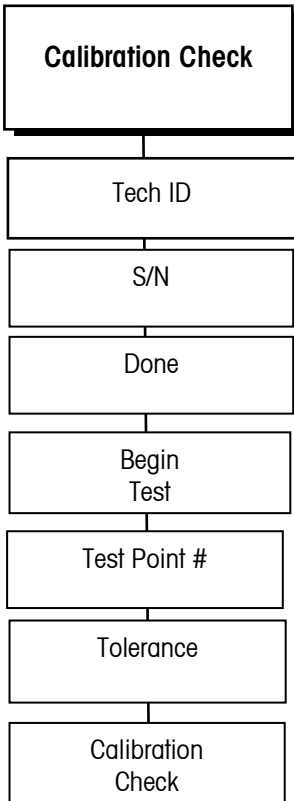 Calibration Check
Tech ID
S/N
Done
Begin
Test
Test Point #
Tolerance
Calibration
Check